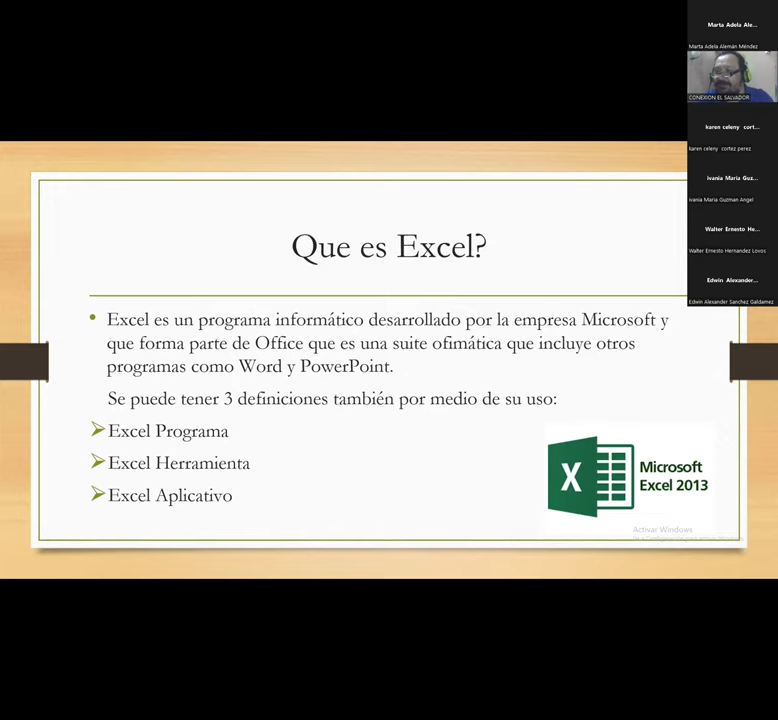 Marta Adela Ale...
Marta Adela Alemán Méndez
CONEXION EL SALVADOR
karen celeny cort...
karen celeny cortez perez
ivania Maria Guz...
ivania Maria Guzman Angel
Walter Ernesto He...
Walter Ernesto Hernandez Lovos
Edwin Alexander...
Edwin Alexander Sanchez Galdamez
Que es Excel?
• Excel es un programa informático desarrollado por la empresa Microsoft y
que forma parte de Office que es una suite ofimática que incluye otros
programas como Word y PowerPoint.
Se puede tener 3 definiciones también por medio de su uso:
Excel Programa
Excel Herramienta
Excel Aplicativo
X
Microsoft
Excel 2013
Activar Windows